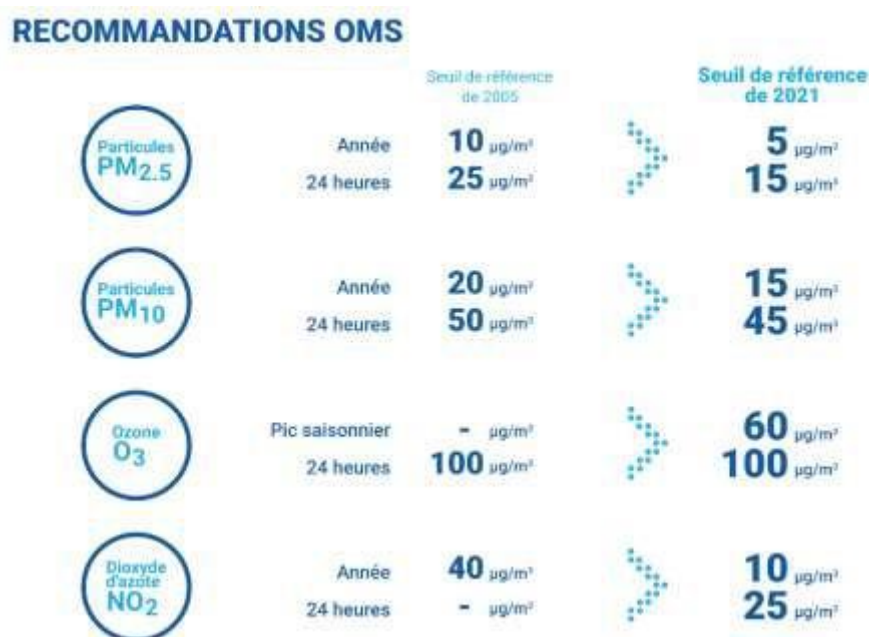 RECOMMANDATIONS OMS
Seuil de référence
de 2005
Seuil de référence
de 2021
Particules
PM2.5
Année 10 µg/m³ 5 µg/m³
24 heures 25 µg/m³ 15 µg/m³
Particules
PM10
Année 20 µg/m³ 15 µg/m³
24 heures 50 µg/m³ 45 µg/m³
Ozone
O3
Pic saisonnier - µg/m³ 60 µg/m³
24 heures 100 µg/m³ 100 µg/m³
Dioxyde
d'azote
NO2
Année 40 µg/m³ 10 µg/m³
24 heures - µg/m³ 25 µg/m³